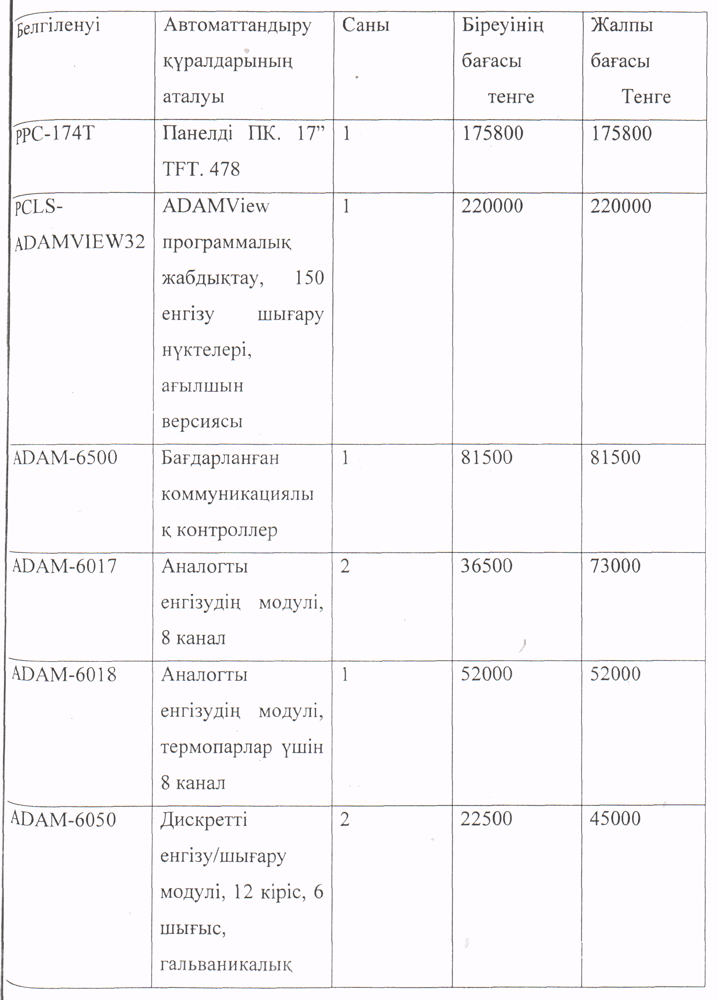 Белгіленуі Автоматтандыру Саны Біреуінің Жалпы
құралдарының бағасы бағасы
аталуы тенге Тенге
PPC-174T Панелді ПК. 17” 1 175800 175800
TFT. 478
PCLS- ADAMView 1 220000 220000
ADAMVIEW32 программалық
жабдықтау, 150
енгізу шығару
нүктелері,
ағылшын
версиясы
ADAM-6500 Бағдарланған 1 81500 81500
коммуникациялы
қ контроллер
ADAM-6017 Аналогты 2 36500 73000
енгізудің модулі,
8 канал
ADAM-6018 Аналогты 1 52000 52000
енгізудің модулі,
термопарлар үшін
8 канал
ADAM-6050 Дискретті 2 22500 45000
енгізу/шығару
модулі, 12 кіріс, 6
шығыс,
гальваникалық